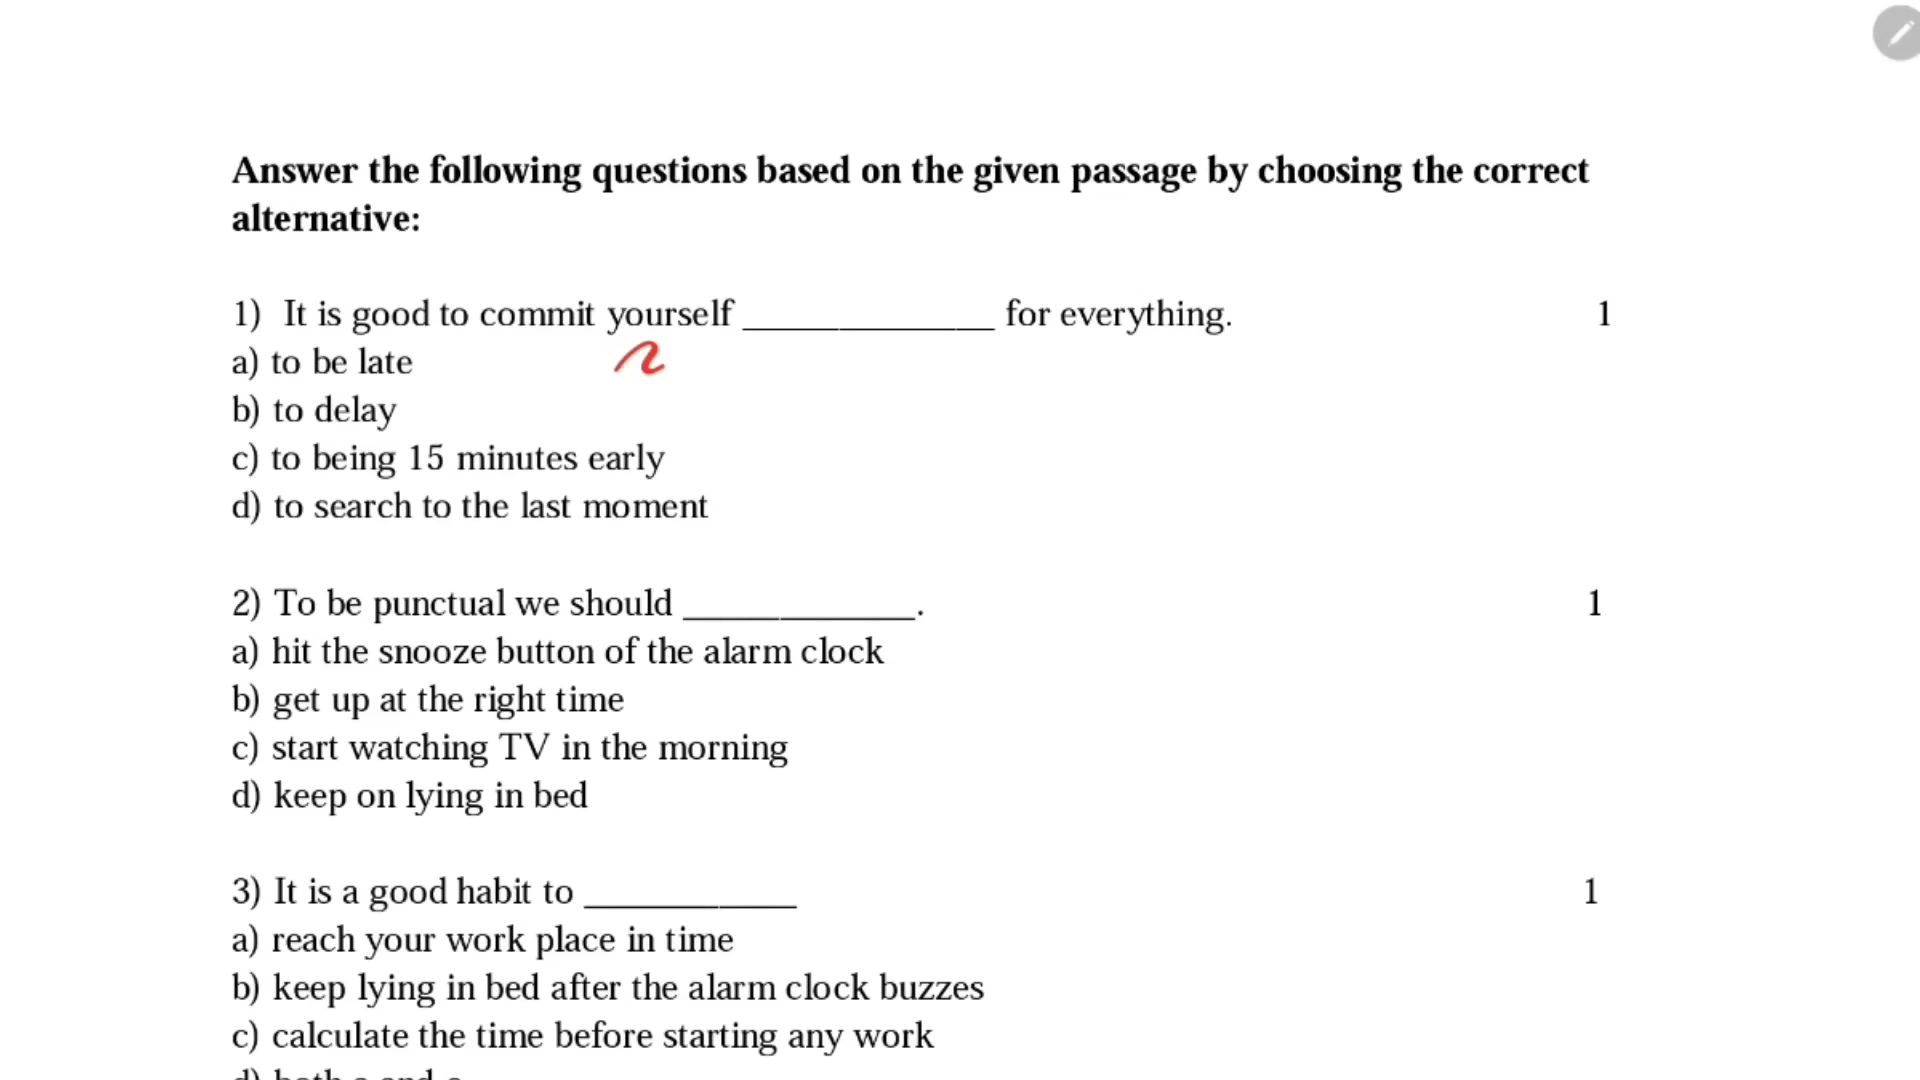 Answer the following questions based on the given passage by choosing the correct
alternative:
1) It is good to commit yourself _____________ for everything. 1
a) to be late
b) to delay
c) to being 15 minutes early
d) to search to the last moment
2) To be punctual we should ____________. 1
a) hit the snooze button of the alarm clock
b) get up at the right time
c) start watching TV in the morning
d) keep on lying in bed
3) It is a good habit to ___________ 1
a) reach your work place in time
b) keep lying in bed after the alarm clock buzzes
c) calculate the time before starting any work